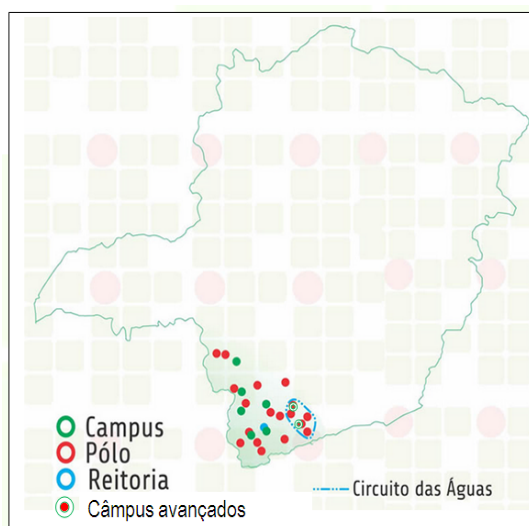 Campus
Pólo
Reitoria
Câmpus avançados
Circuito das Águas